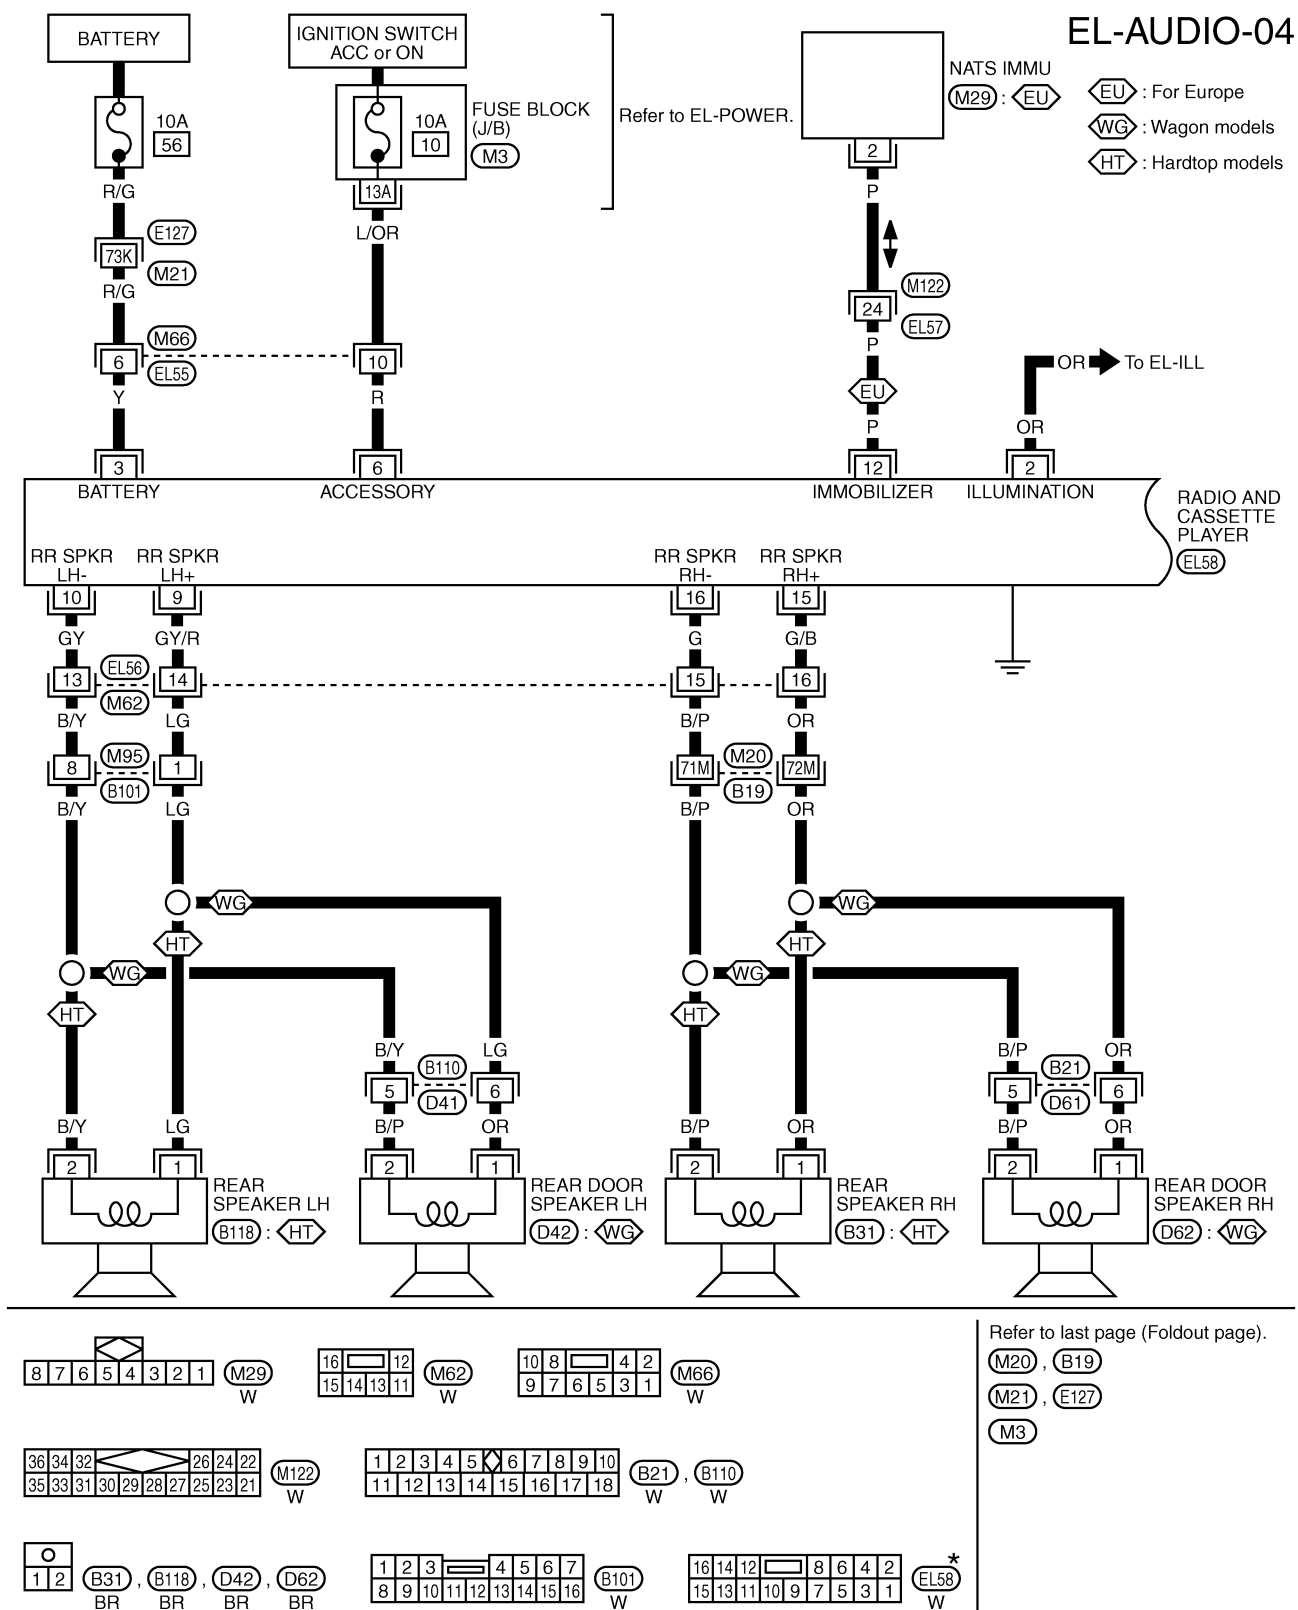 EL-AUDIO-04
BATTERY
IGNITION SWITCH
ACC or ON
10A
56
FUSE BLOCK
(J/B)
M3
10A
10
13A
Refer to EL-POWER.
NATS IMMU
M29 : EU
2
EU : For Europe
WG : Wagon models
HT : Hardtop models
R/G
L/OR
P
E127
73K
M21
R/G
M122
24
EL57
P
M66
6
EL55
10
Y
R
EU
P
OR To EL-ILL
OR
3
6
12
2
BATTERY
ACCESSORY
IMMOBILIZER
ILLUMINATION
RADIO AND
CASSETTE
PLAYER
EL58
RR SPKR
LH-
RR SPKR
LH+
RR SPKR
RH-
RR SPKR
RH+
10
9
16
15
GY
GY/R
G
G/B
13
EL56
M62
14
15
16
B/Y
LG
B/P
OR
8
M95
B101
1
71M
M20
B19
72M
B/Y
LG
B/P
OR
WG
WG
HT
HT
WG
WG
HT
HT
B/Y
LG
B/P
OR
5
B110
D41
6
5
B21
D61
6
B/Y
LG
B/P
OR
B/P
OR
B/P
OR
2
1
2
1
2
1
2
1
REAR
SPEAKER LH
B118 : HT
REAR DOOR
SPEAKER LH
D42 : WG
REAR
SPEAKER RH
B31 : HT
REAR DOOR
SPEAKER RH
D62 : WG
8 7 6 5 4 3 2 1
M29
W
16 12
15 14 13 11
M62
W
10 8 4 2
9 7 6 5 3 1
M66
W
Refer to last page (Foldout page).
M20 , B19
M21 , E127
M3
36 34 32 26 24 22
35 33 31 30 29 28 27 25 23 21
M122
W
1 2 3 4 5 6 7 8 9 10
11 12 13 14 15 16 17 18
B21 , B110
W W
1 2
B31 , B118 , D42 , D62
BR BR BR BR
1 2 3 4 5 6 7
8 9 10 11 12 13 14 15 16
B101
W
16 14 12 8 6 4 2
15 13 11 10 9 7 5 3 1
*
EL58
W